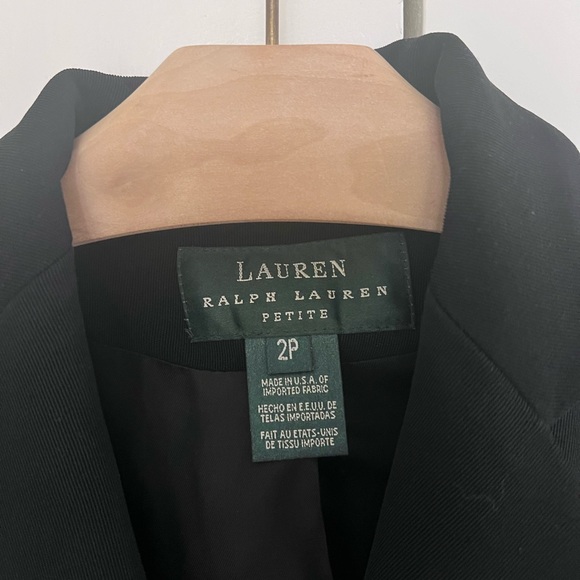 LAUREN
RALPH LAUREN
PETITE
2P
MADE IN U.S.A. OF
IMPORTED FABRIC
HECHO EN E.E.U.U. DE
TELAS IMPORTADAS
FAIT AU ETATS-UNIS
DE TISSU IMPORTE